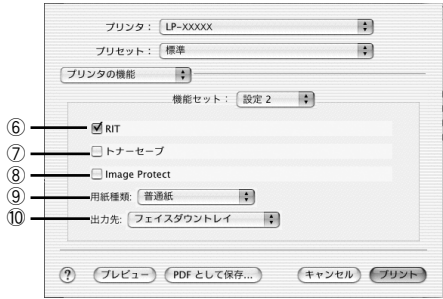 プリンタ： LP-XXXXX
プリセット： 標準
プリンタの機能
機能セット： 設定 2
⑥ RIT
⑦ トナーセーブ
⑧ Image Protect
⑨ 用紙種類: 普通紙
⑩ 出力先: フェイスダウントレイ
? プレビュー PDF として保存... キャンセル プリント